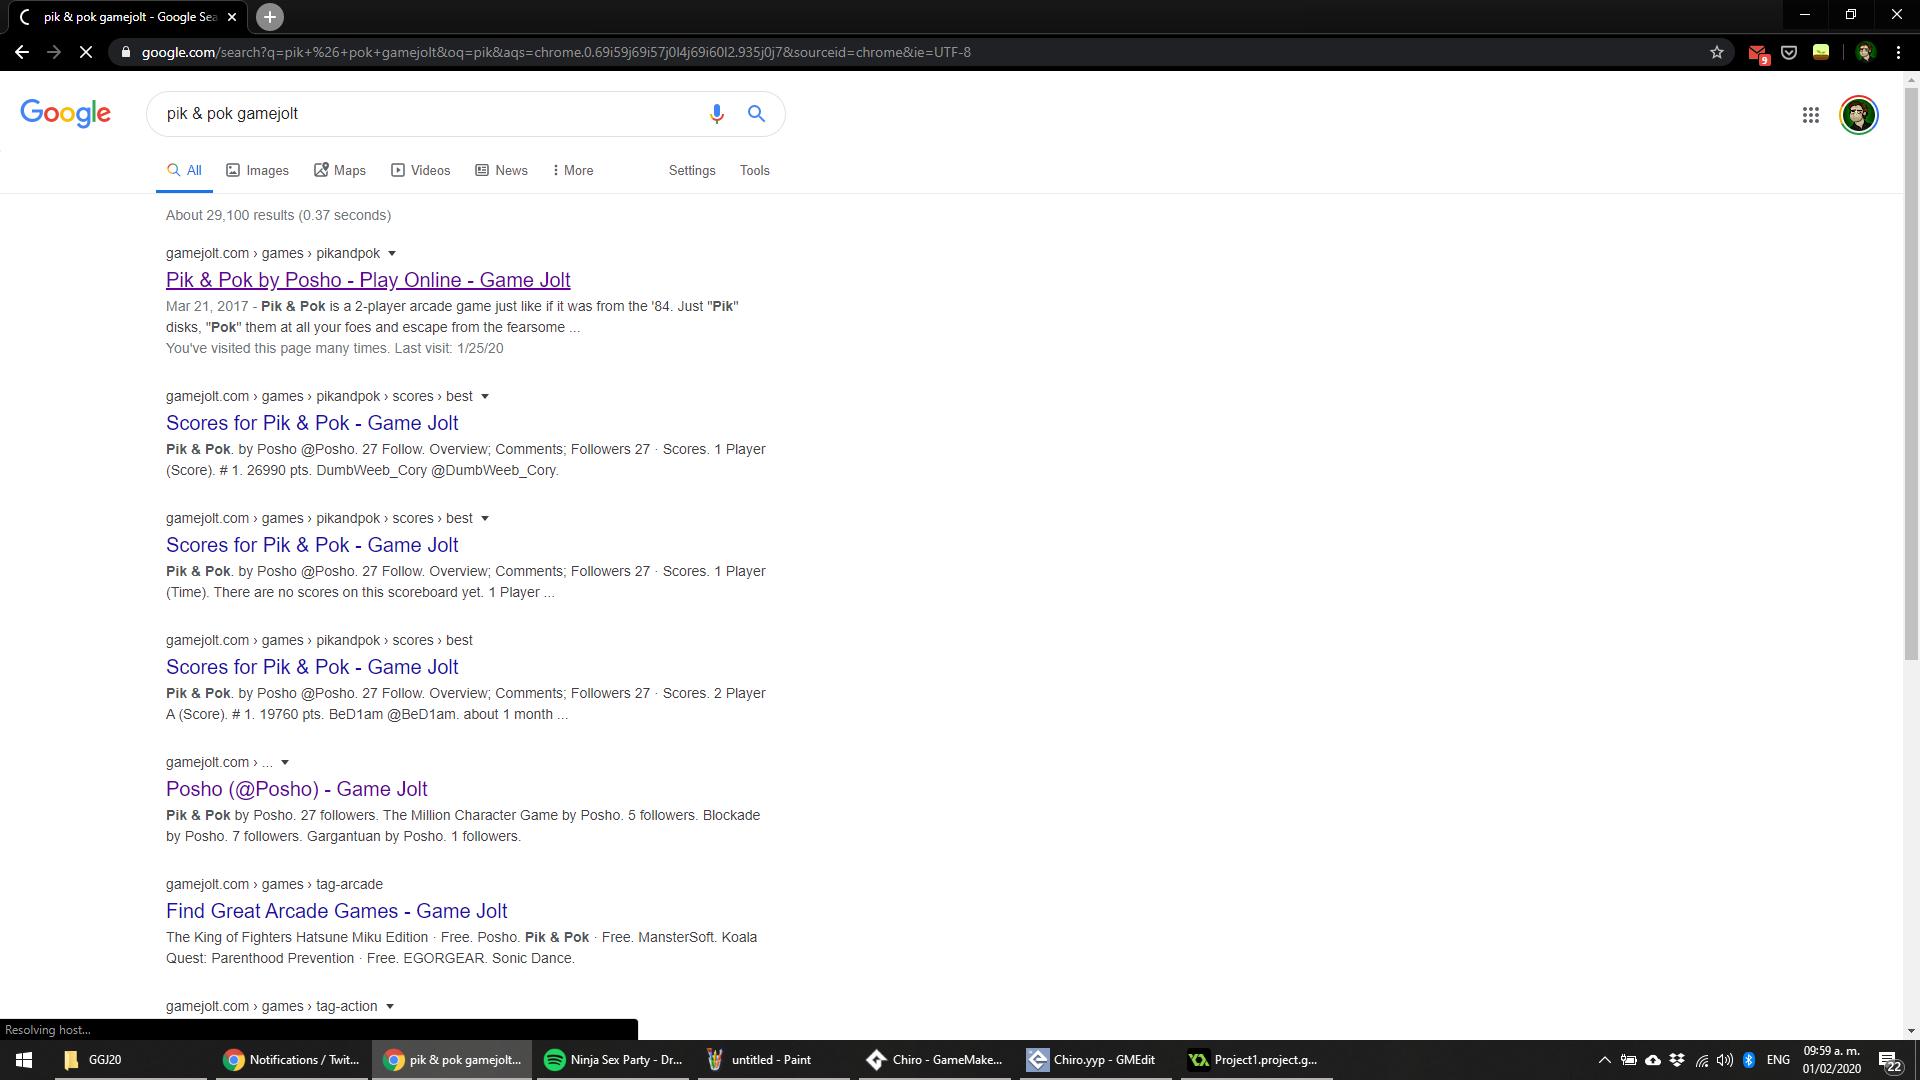 pik & pok gamejolt - Google Sea
google.com/search?q=pik+%26+pok+gamejolt&oq=pik&aqs=chrome.0.69i59j69i57j0l4j69i60l2.935j0j7&sourceid=chrome&ie=UTF-8
9
Google
pik & pok gamejolt
All Images Maps Videos News More Settings Tools
About 29,100 results (0.37 seconds)
gamejolt.com › games › pikandpok
Pik & Pok by Posho - Play Online - Game Jolt
Mar 21, 2017 - Pik & Pok is a 2-player arcade game just like if it was from the '84. Just "Pik"
disks, "Pok" them at all your foes and escape from the fearsome ...
You've visited this page many times. Last visit: 1/25/20
gamejolt.com › games › pikandpok › scores › best
Scores for Pik & Pok - Game Jolt
Pik & Pok. by Posho @Posho. 27 Follow. Overview; Comments; Followers 27 · Scores. 1 Player
(Score). # 1. 26990 pts. DumbWeeb_Cory @DumbWeeb_Cory.
gamejolt.com › games › pikandpok › scores › best
Scores for Pik & Pok - Game Jolt
Pik & Pok. by Posho @Posho. 27 Follow. Overview; Comments; Followers 27 · Scores. 1 Player
(Time). There are no scores on this scoreboard yet. 1 Player ...
gamejolt.com › games › pikandpok › scores › best
Scores for Pik & Pok - Game Jolt
Pik & Pok. by Posho @Posho. 27 Follow. Overview; Comments; Followers 27 · Scores. 2 Player
A (Score). # 1. 19760 pts. BeD1am @BeD1am. about 1 month ...
gamejolt.com › ...
Posho (@Posho) - Game Jolt
Pik & Pok by Posho. 27 followers. The Million Character Game by Posho. 5 followers. Blockade
by Posho. 7 followers. Gargantuan by Posho. 1 followers.
gamejolt.com › games › tag-arcade
Find Great Arcade Games - Game Jolt
The King of Fighters Hatsune Miku Edition · Free. Posho. Pik & Pok · Free. MansterSoft. Koala
Quest: Parenthood Prevention · Free. EGORGEAR. Sonic Dance.
gamejolt.com › games › tag-action
Resolving host...
GGJ20 Notifications / Twit... pik & pok gamejolt... Ninja Sex Party - Dr... untitled - Paint Chiro - GameMake... Chiro.yyp - GMEdit Project1.project.g... ENG 09:59 a. m.
01/02/2020
22